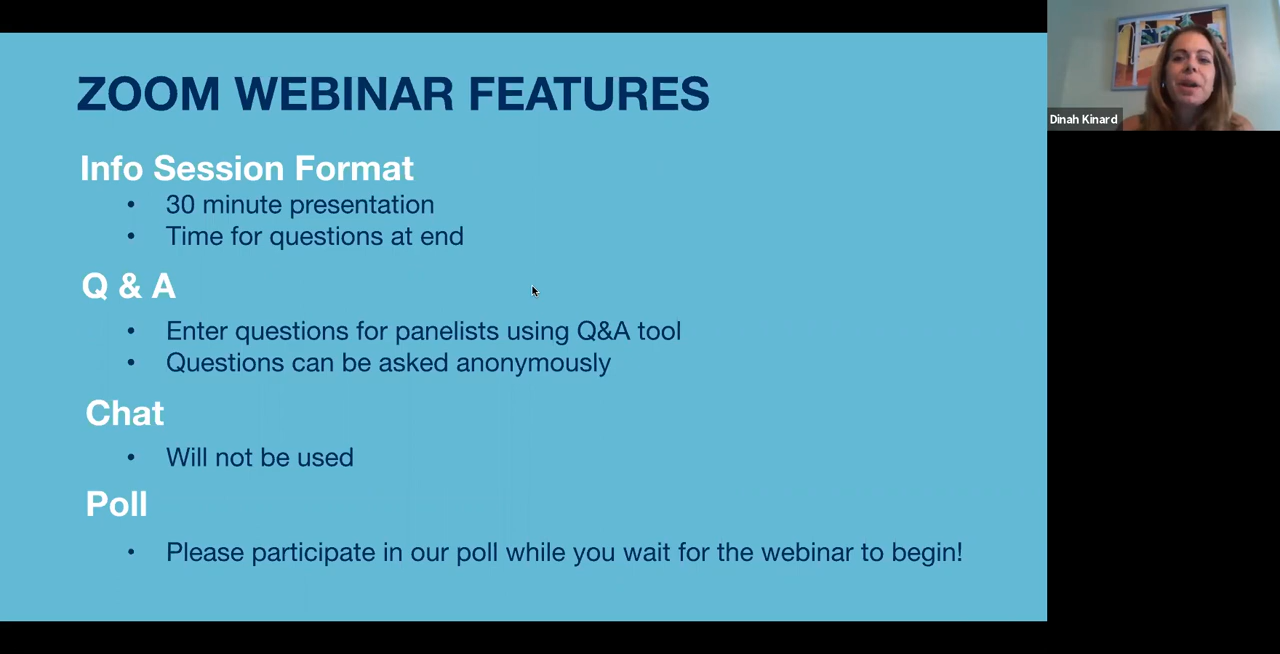 ZOOM WEBINAR FEATURES
Info Session Format
• 30 minute presentation
• Time for questions at end
Q & A
• Enter questions for panelists using Q&A tool
• Questions can be asked anonymously
Chat
• Will not be used
Poll
• Please participate in our poll while you wait for the webinar to begin!
Dinah Kinard